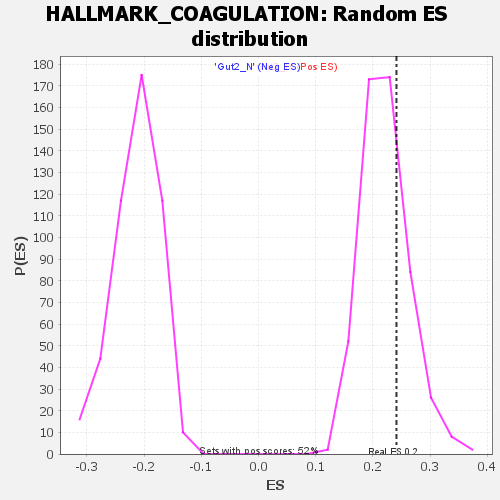 HALLMARK_COAGULATION: Random ES
distribution
'Gut2_N' (Neg ES)Pos ES)
180
170
160
150
140
130
120
110
100
90
80
70
60
50
40
30
20
10
0
P(ES)
Sets with pos scores: 52%
Real ES 0.2
-0.3 -0.2 -0.1 0.0 0.1 0.2 0.3 0.4
ES